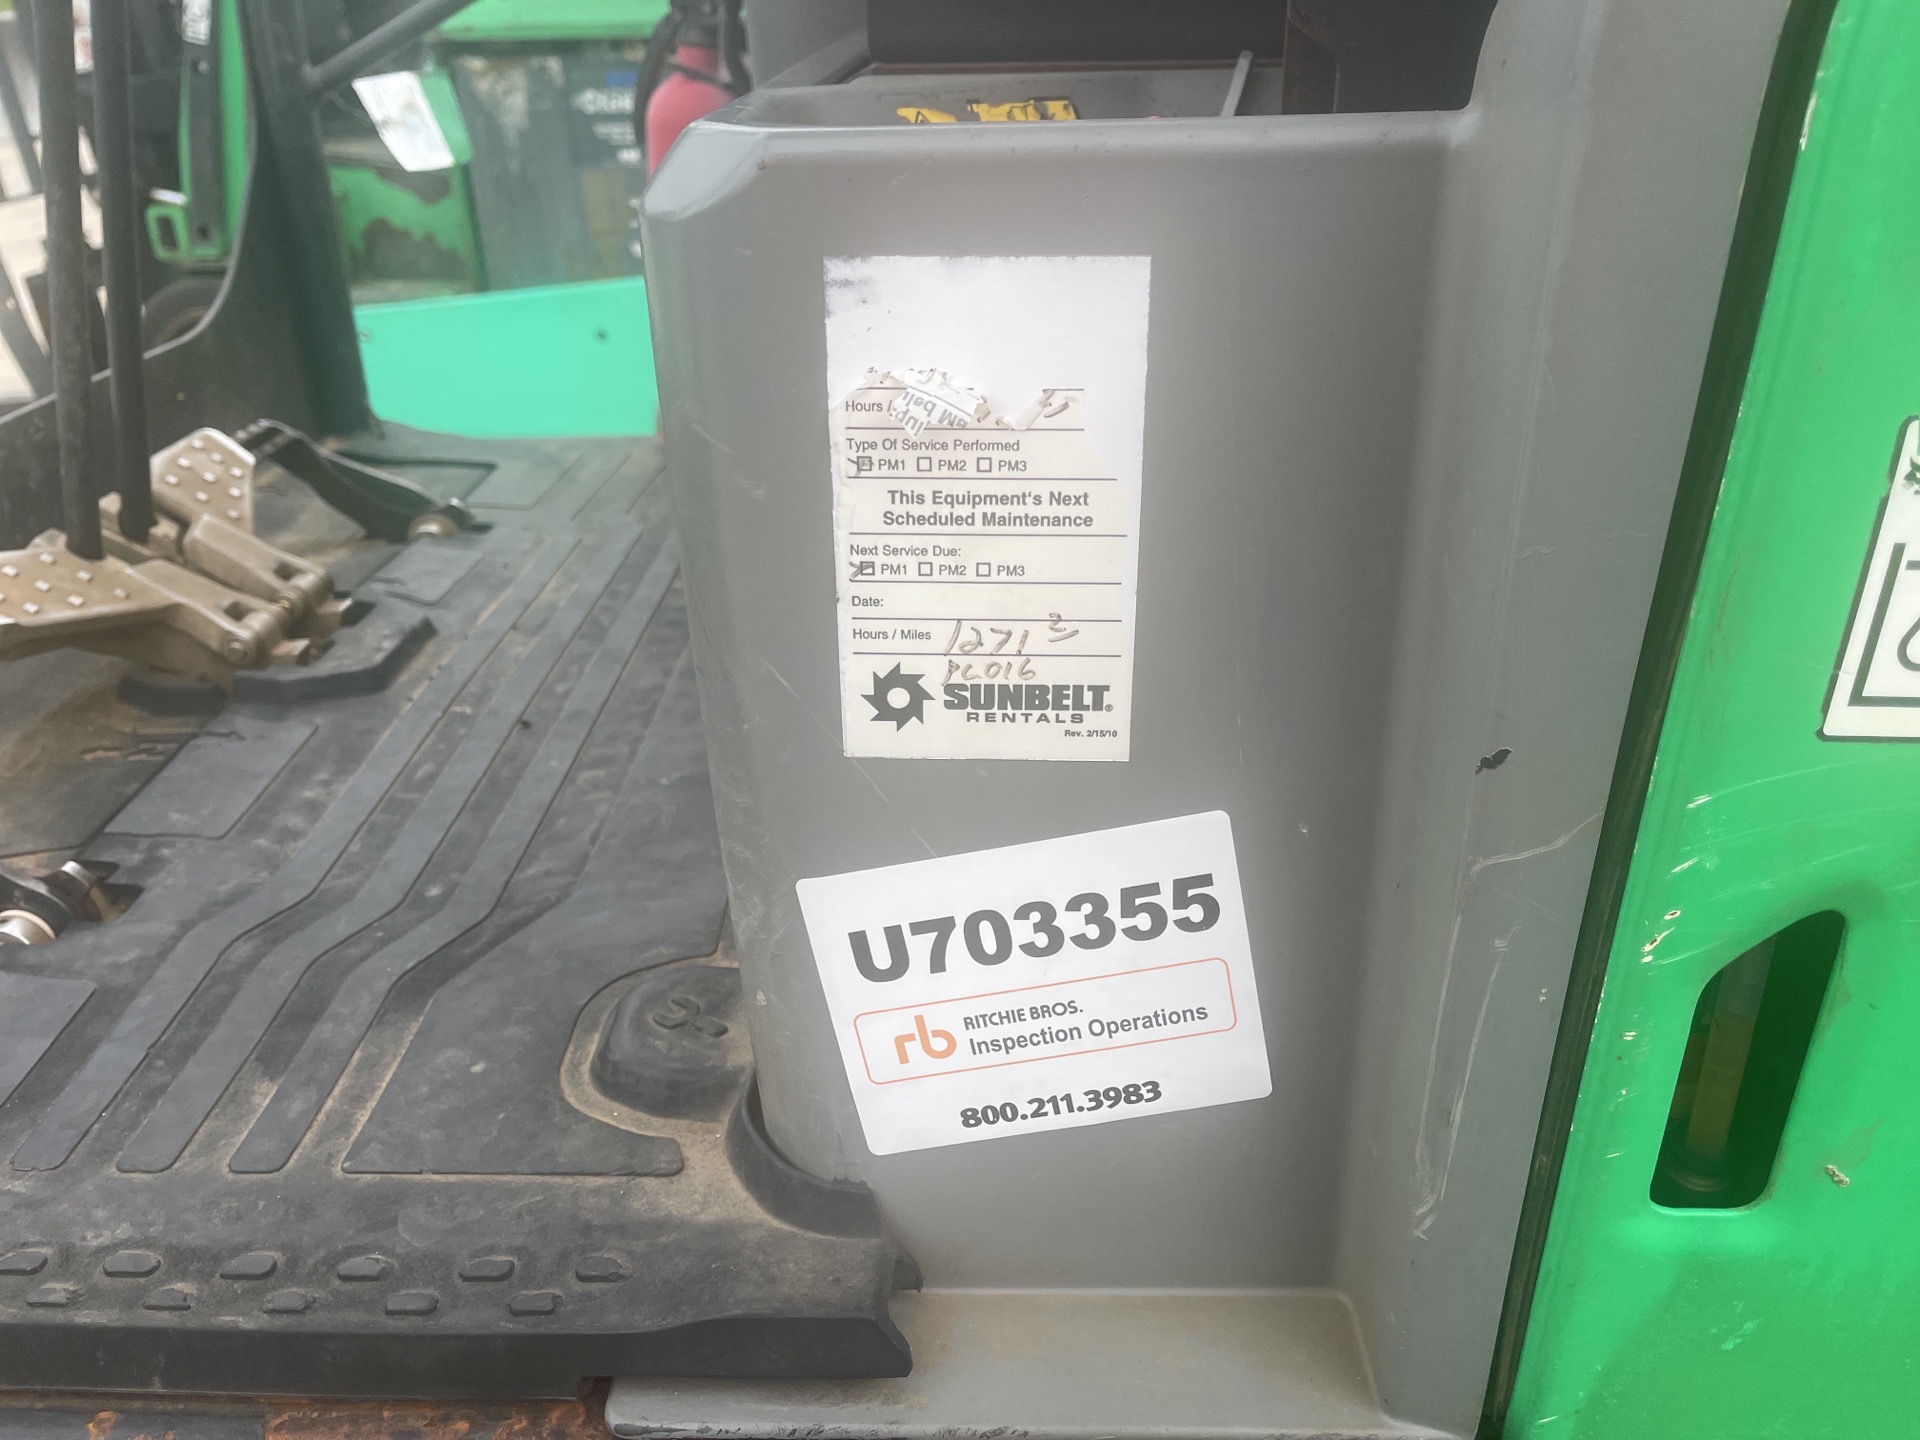 Hours /
Type Of Service Performed
PM1 PM2 PM3
This Equipment's Next
Scheduled Maintenance
Next Service Due:
PM1 PM2 PM3
Date:
Hours / Miles 1271 2
PC016
SUNBELT®
RENTALS
Rev. 2/15/10
U703355
rb RITCHIE BROS.
Inspection Operations
800.211.3983